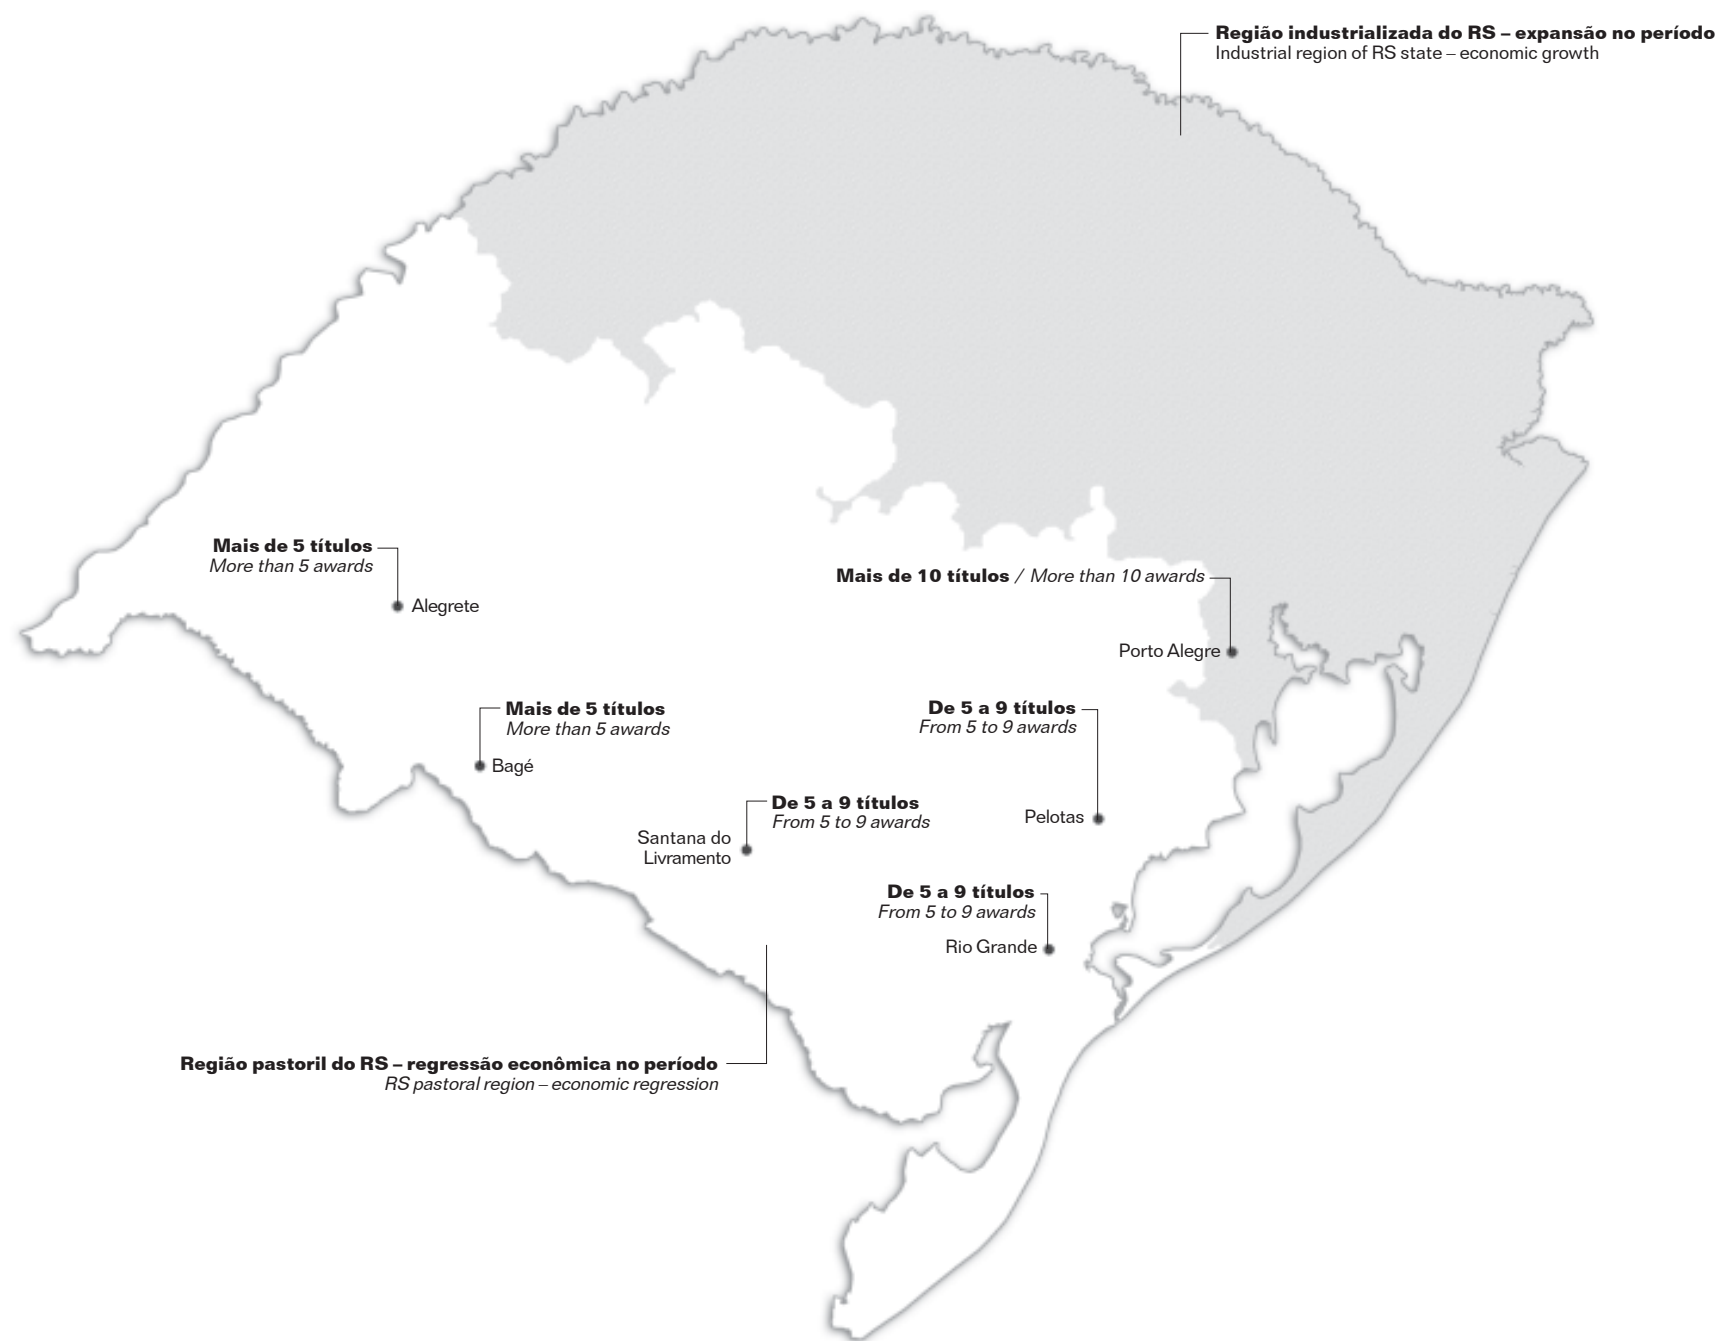 Região industrializada do RS – expansão no período
Industrial region of RS state – economic growth
Mais de 5 títulos
More than 5 awards
Alegrete
Mais de 10 títulos / More than 10 awards
Porto Alegre
Mais de 5 títulos
More than 5 awards
Bagé
De 5 a 9 títulos
From 5 to 9 awards
Pelotas
De 5 a 9 títulos
From 5 to 9 awards
Santana do
Livramento
De 5 a 9 títulos
From 5 to 9 awards
Rio Grande
Região pastoril do RS – regressão econômica no período
RS pastoral region – economic regression